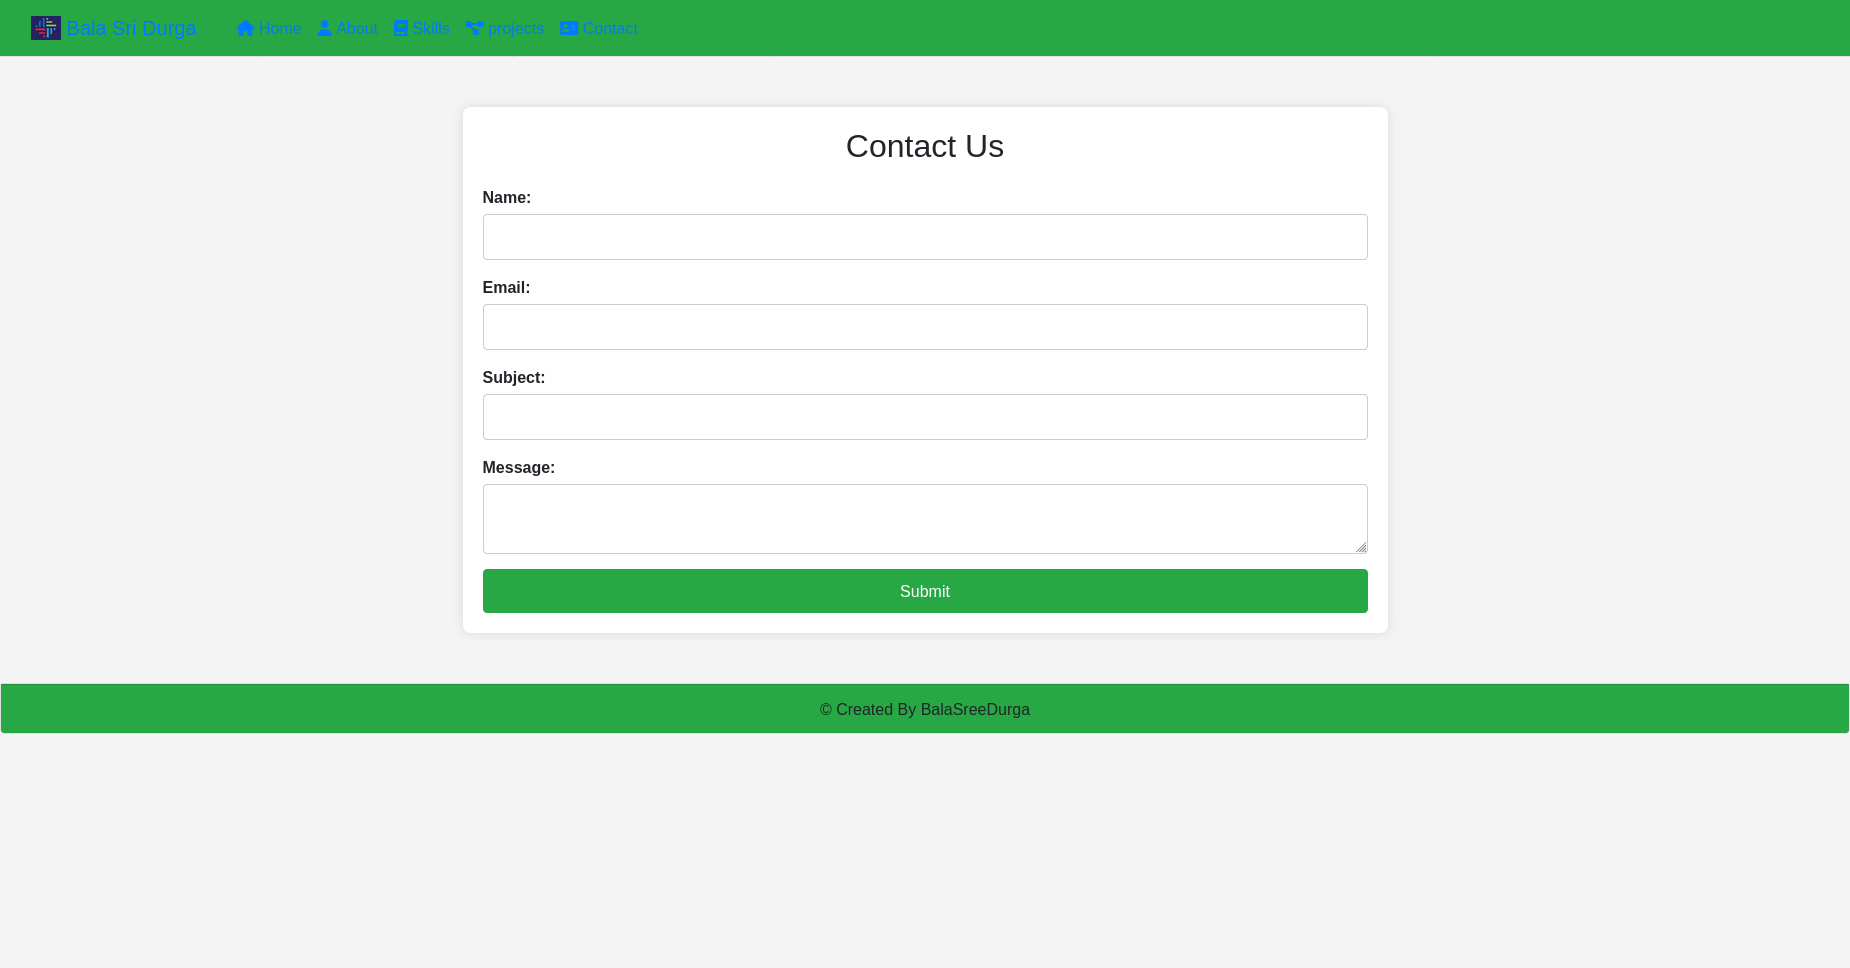 Bala Sri Durga Home About Skills projects Contact
Contact Us
Name:
Email:
Subject:
Message:
Submit
© Created By BalaSreeDurga